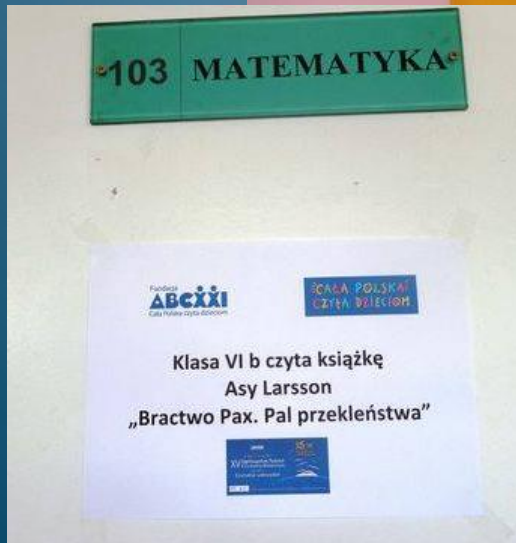 103 MATEMATYKA
Fundacja
ABCXXI
Cała Polska czyta dzieciom
CAŁA POLSKA
CZYTA DZIECIOM
Klasa VI b czyta książkę
Asy Larsson
„Bractwo Pax. Pal przekleństwa”